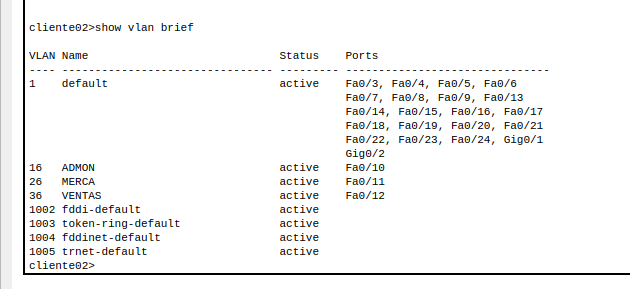 cliente02>show vlan brief
VLAN Name                             Status    Ports
---- -------------------------------- --------- -------------------------------
1    default                          active    Fa0/3, Fa0/4, Fa0/5, Fa0/6
                                                Fa0/7, Fa0/8, Fa0/9, Fa0/13
                                                Fa0/14, Fa0/15, Fa0/16, Fa0/17
                                                Fa0/18, Fa0/19, Fa0/20, Fa0/21
                                                Fa0/22, Fa0/23, Fa0/24, Gig0/1
                                                Gig0/2
16   ADMON                            active    Fa0/10
26   MERCA                            active    Fa0/11
36   VENTAS                           active    Fa0/12
1002 fddi-default                     active
1003 token-ring-default               active
1004 fddinet-default                  active
1005 trnet-default                    active
cliente02>